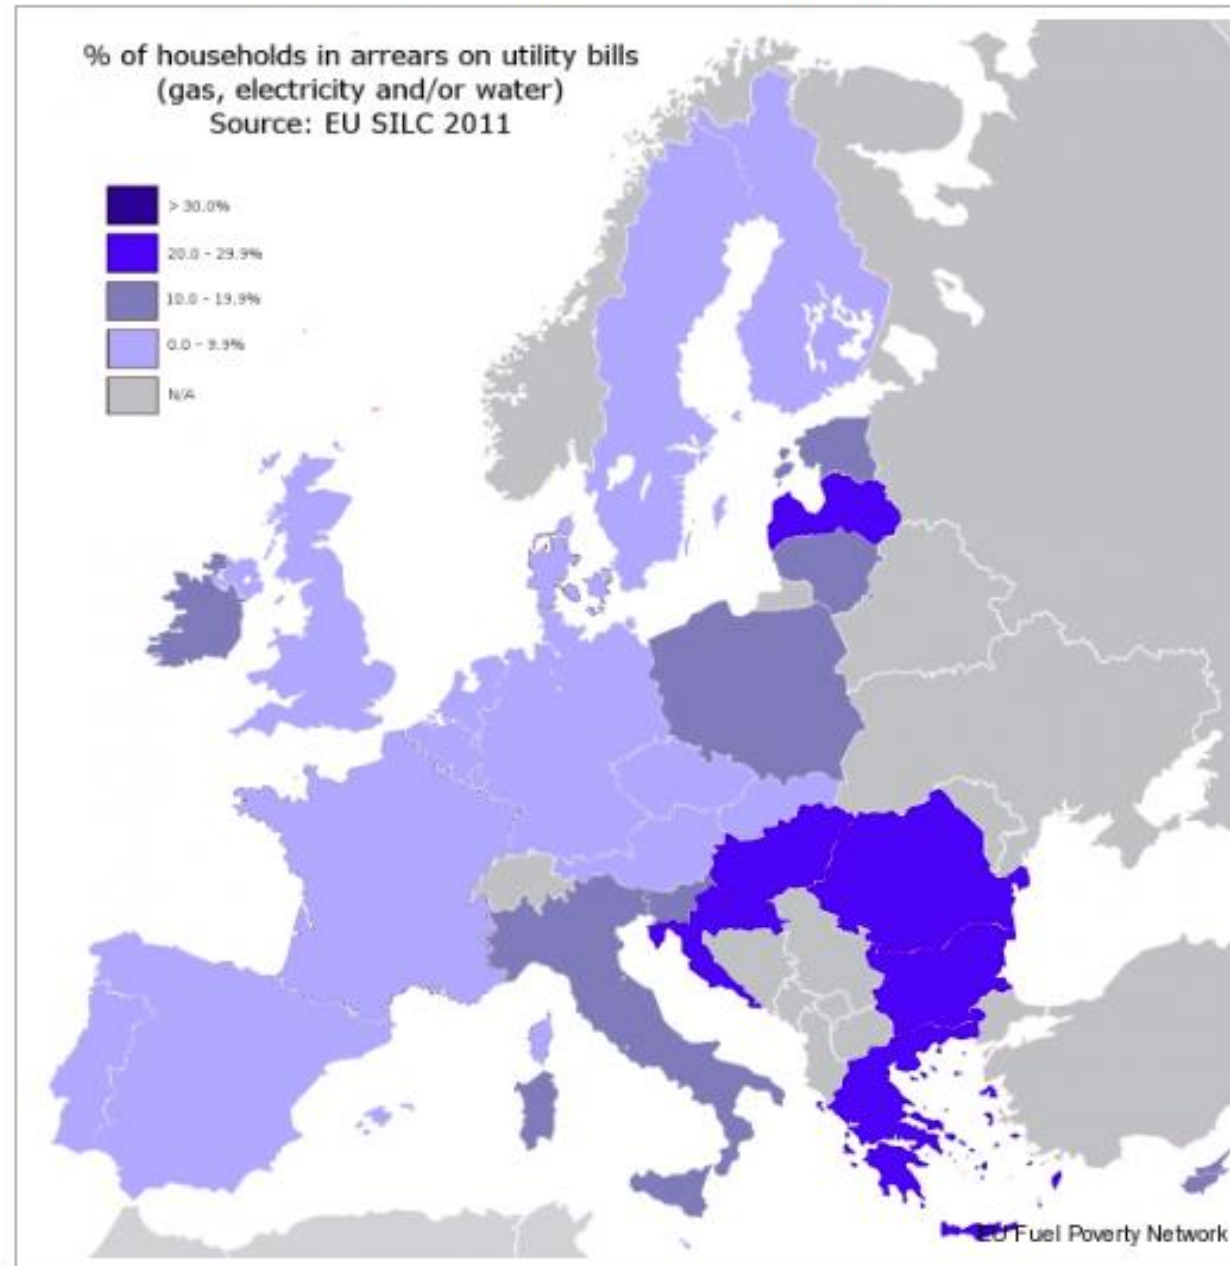 % of households in arrears on utility bills
(gas, electricity and/or water)
Source: EU SILC 2011
> 30.0%
20.0 - 29.9%
10.0 - 19.9%
0.0 - 9.9%
N/A
EU Fuel Poverty Network